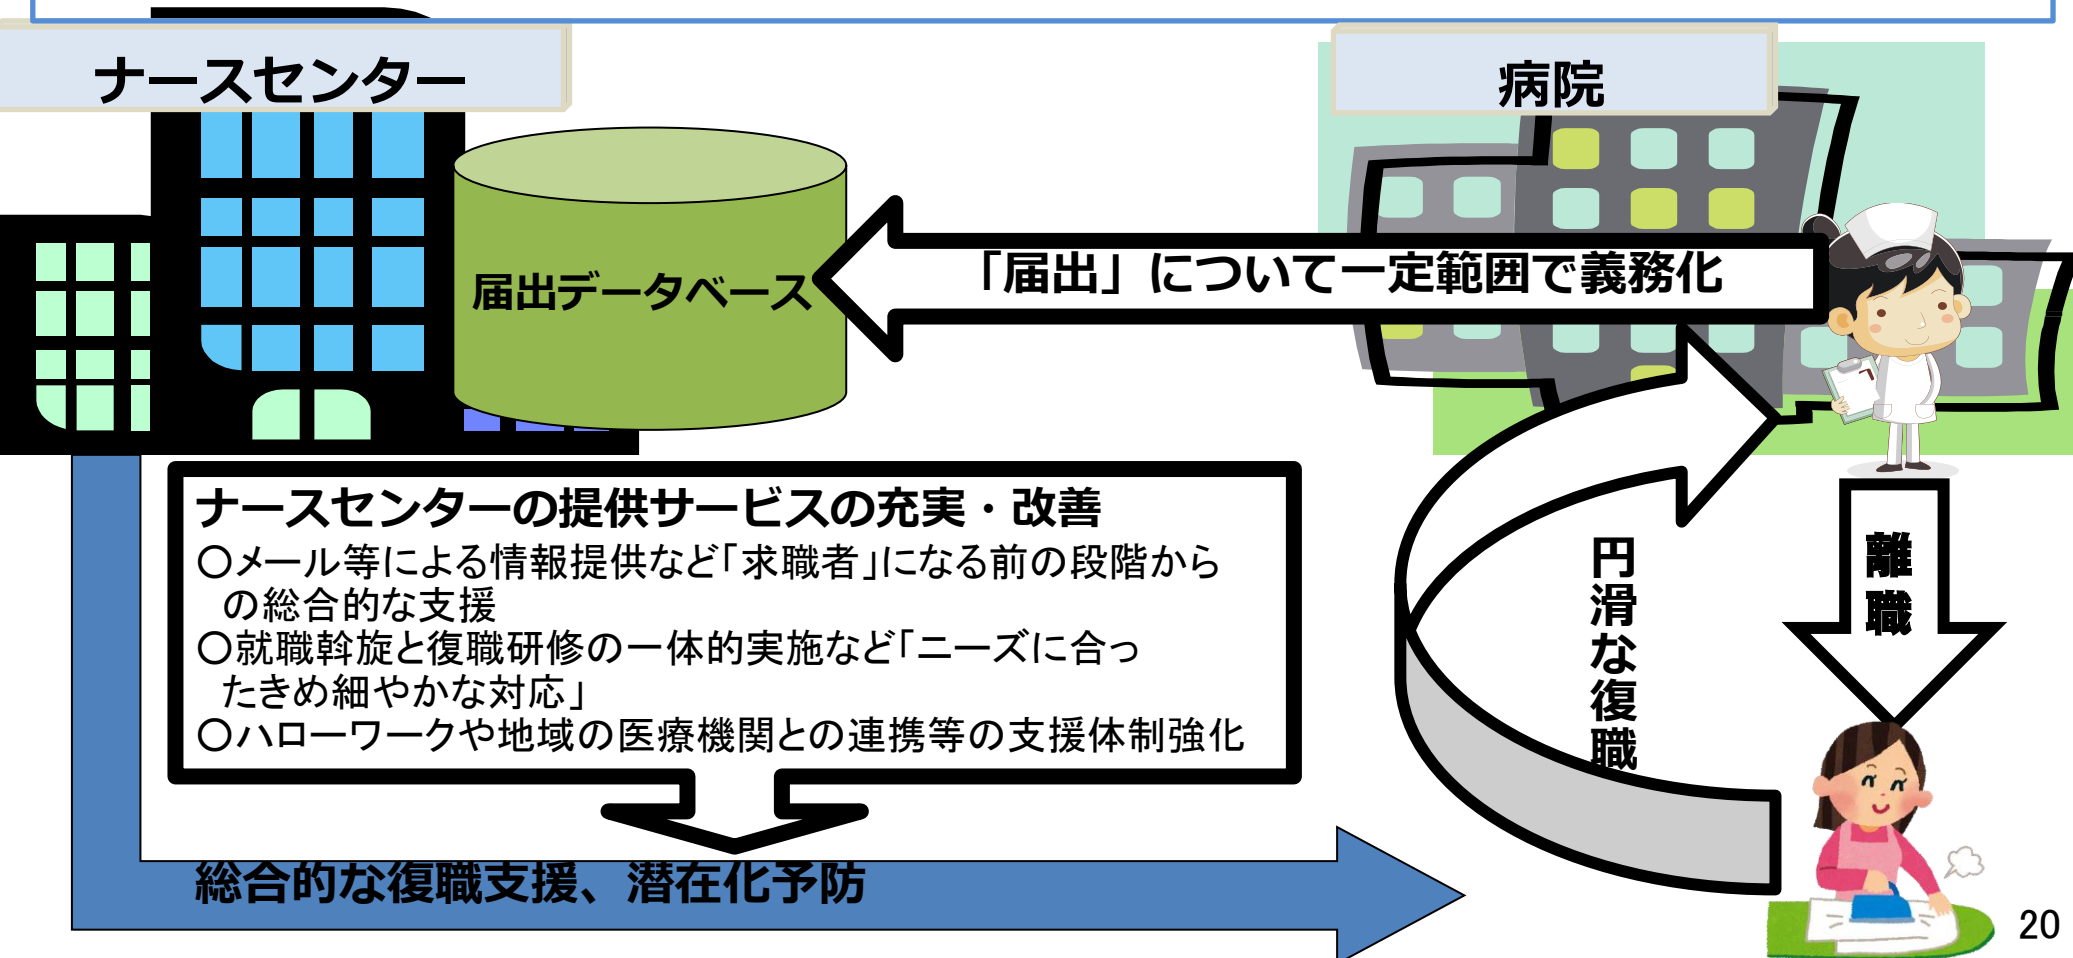 ナースセンター
病院
届出データベース
「届出」について一定範囲で義務化
ナースセンターの提供サービスの充実・改善
○メール等による情報提供など「求職者」になる前の段階から
の総合的な支援
○就職斡旋と復職研修の一体的実施など「ニーズに合っ
たきめ細やかな対応」
○ハローワークや地域の医療機関との連携等の支援体制強化
円滑な復職
離職
総合的な復職支援、潜在化予防
20